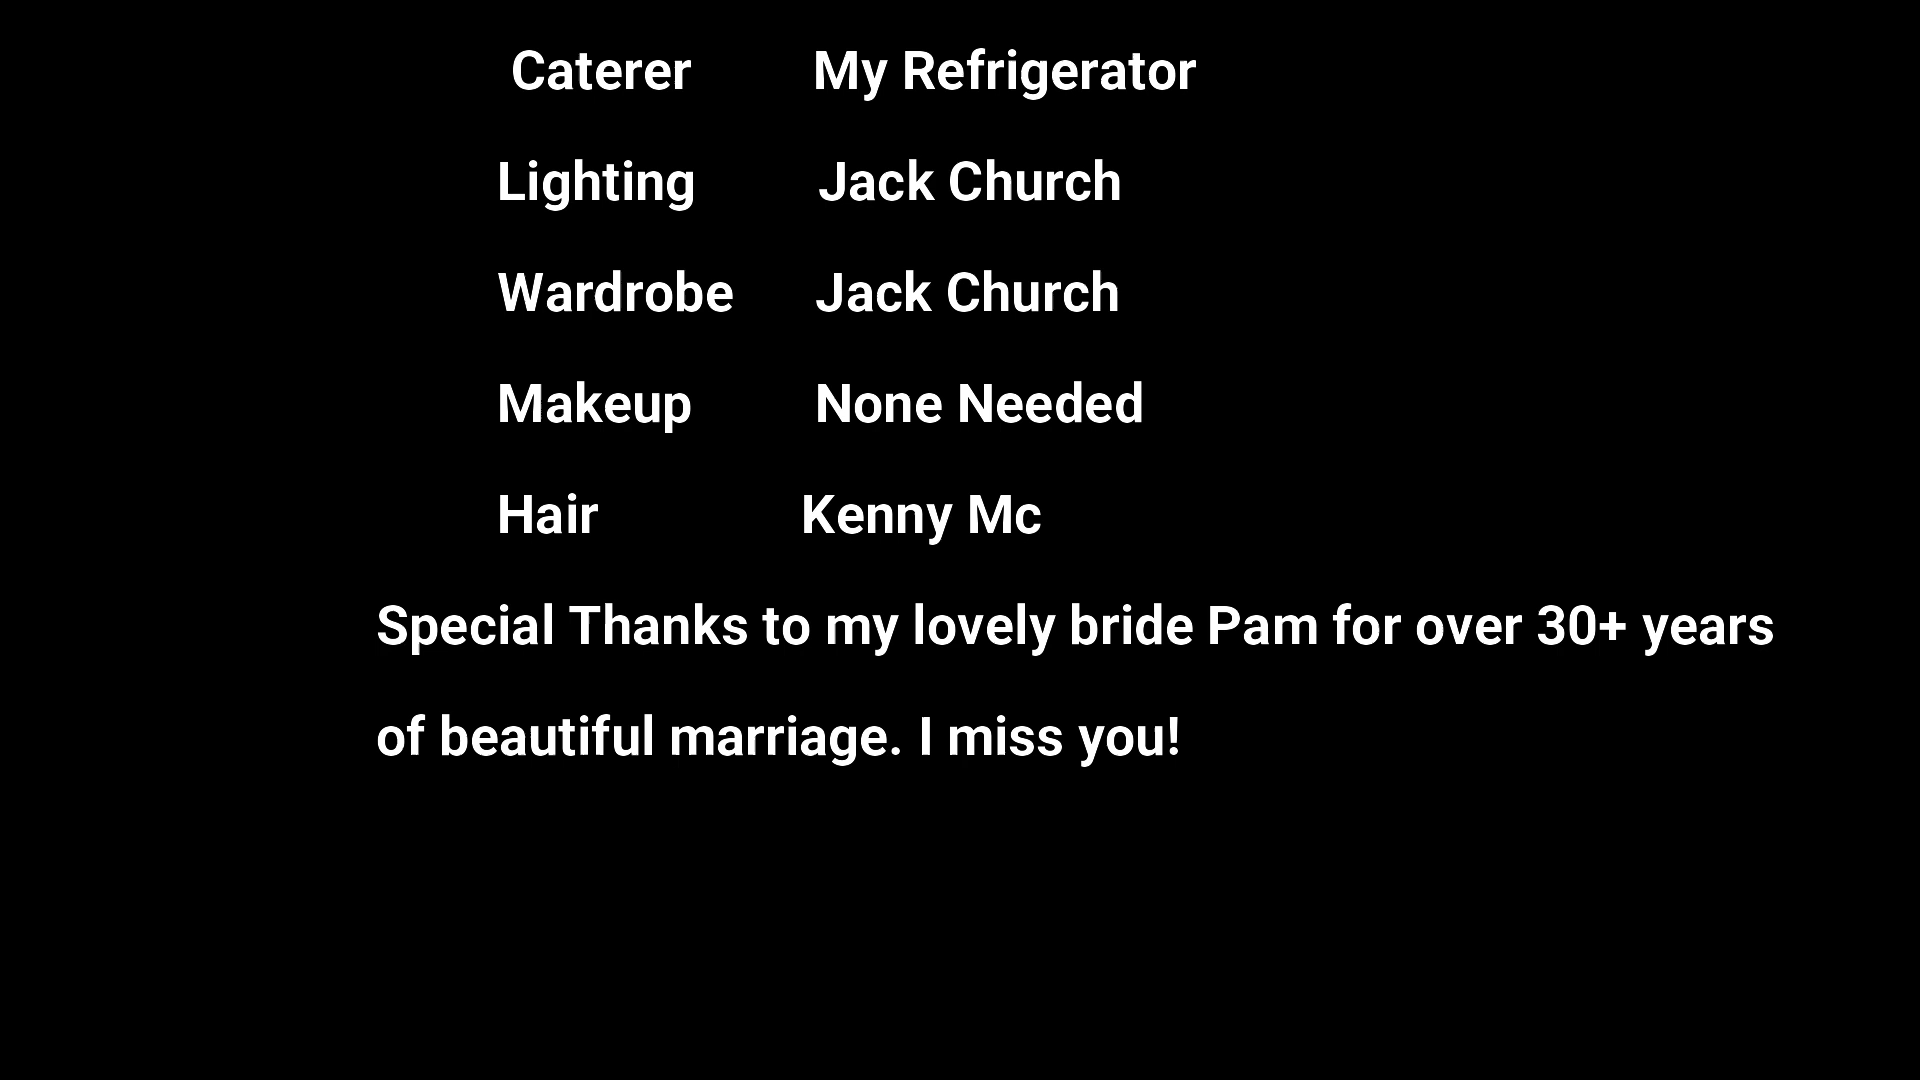 Caterer My Refrigerator
Lighting Jack Church
Wardrobe Jack Church
Makeup None Needed
Hair Kenny Mc
Special Thanks to my lovely bride Pam for over 30+ years
of beautiful marriage. I miss you!